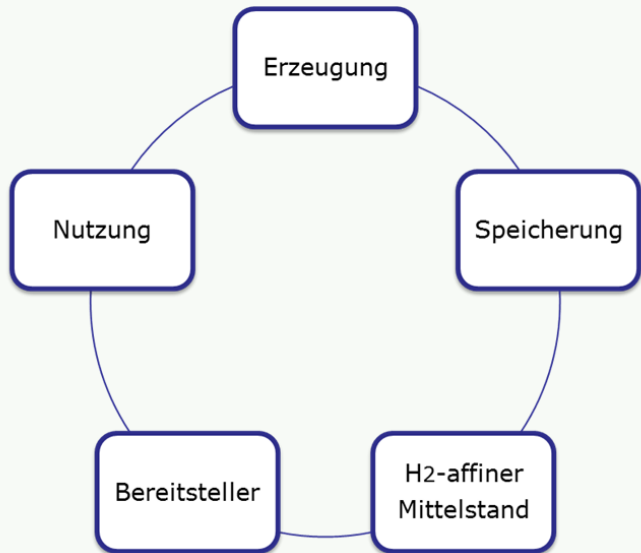 Erzeugung
Speicherung
H2-affiner
Mittelstand
Bereitsteller
Nutzung